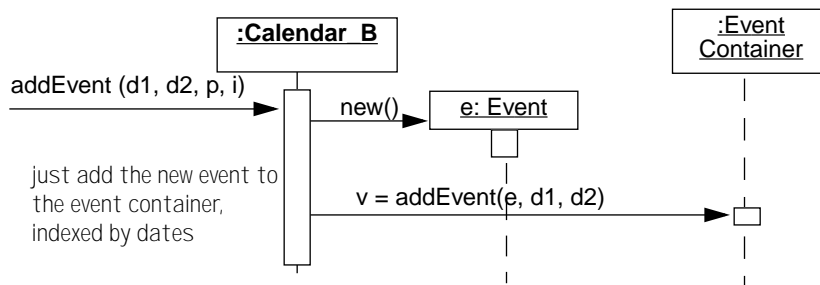 :Calendar_B
:Event
Container
addEvent (d1, d2, p, i)
new()
e: Event
just add the new event to
the event container,
indexed by dates
v = addEvent(e, d1, d2)